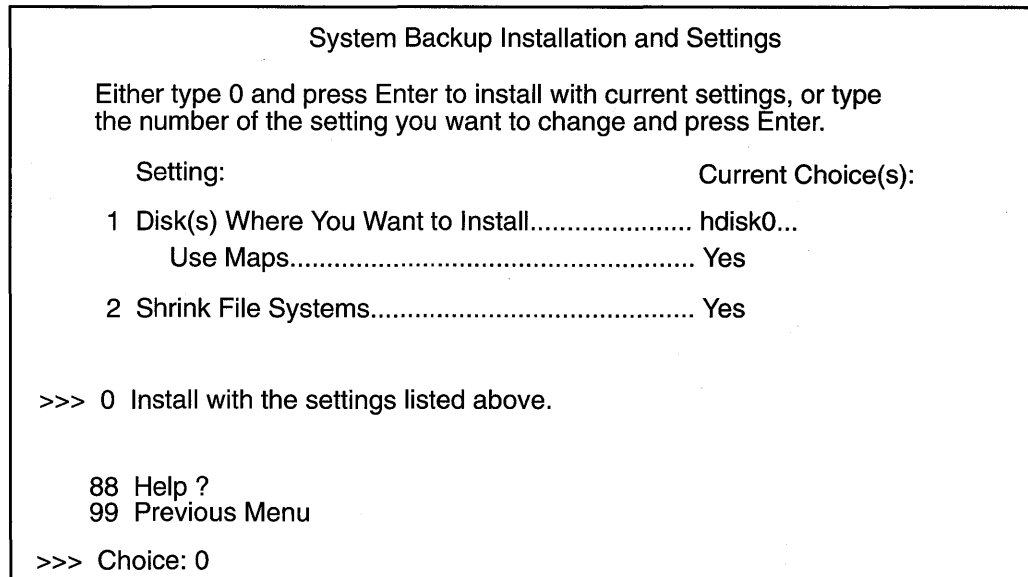 System Backup Installation and Settings
Either type 0 and press Enter to install with current settings, or type
the number of the setting you want to change and press Enter.
Setting: Current Choice(s):
1 Disk(s) Where You Want to Install...................... hdisk0...
Use Maps...................................................... Yes
2 Shrink File Systems........................................... Yes
>>> 0 Install with the settings listed above.
88 Help ?
99 Previous Menu
>>> Choice: 0